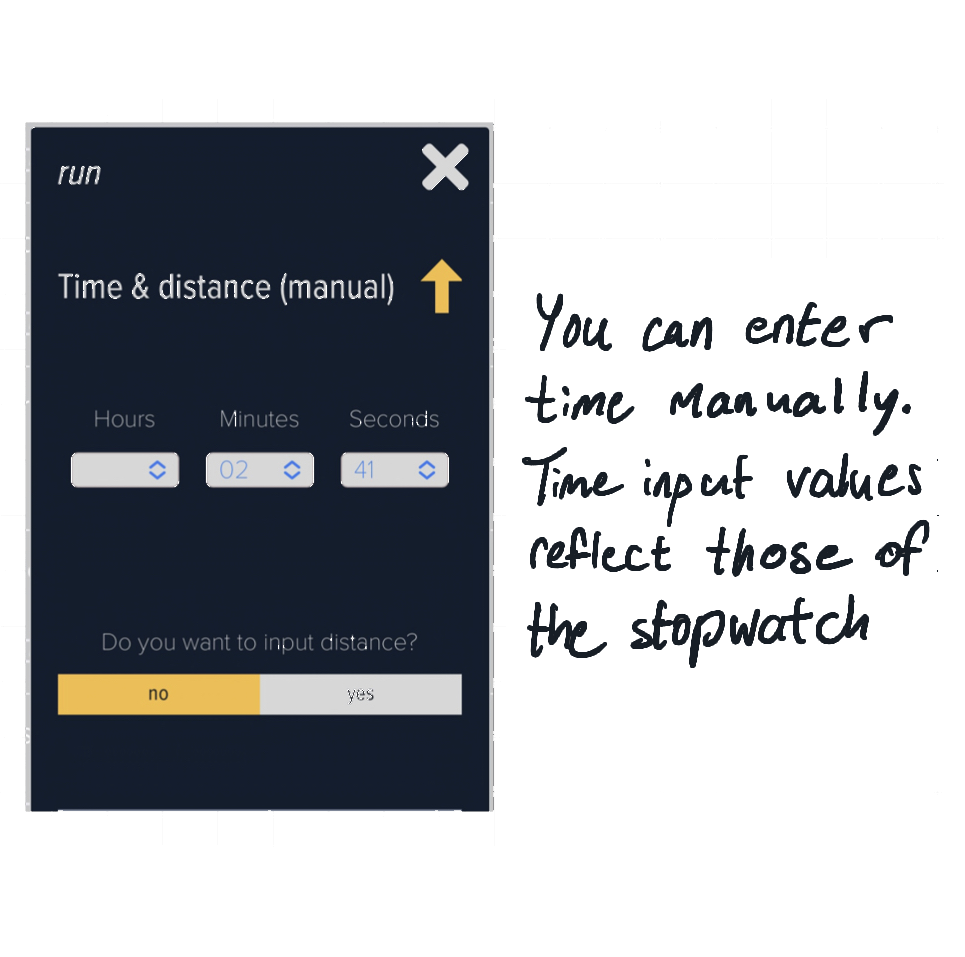 run
Time & distance (manual)
Hours Minutes Seconds
02 41
Do you want to input distance?
no yes
You can enter
time manually.
Time input values
reflect those of
the stopwatch